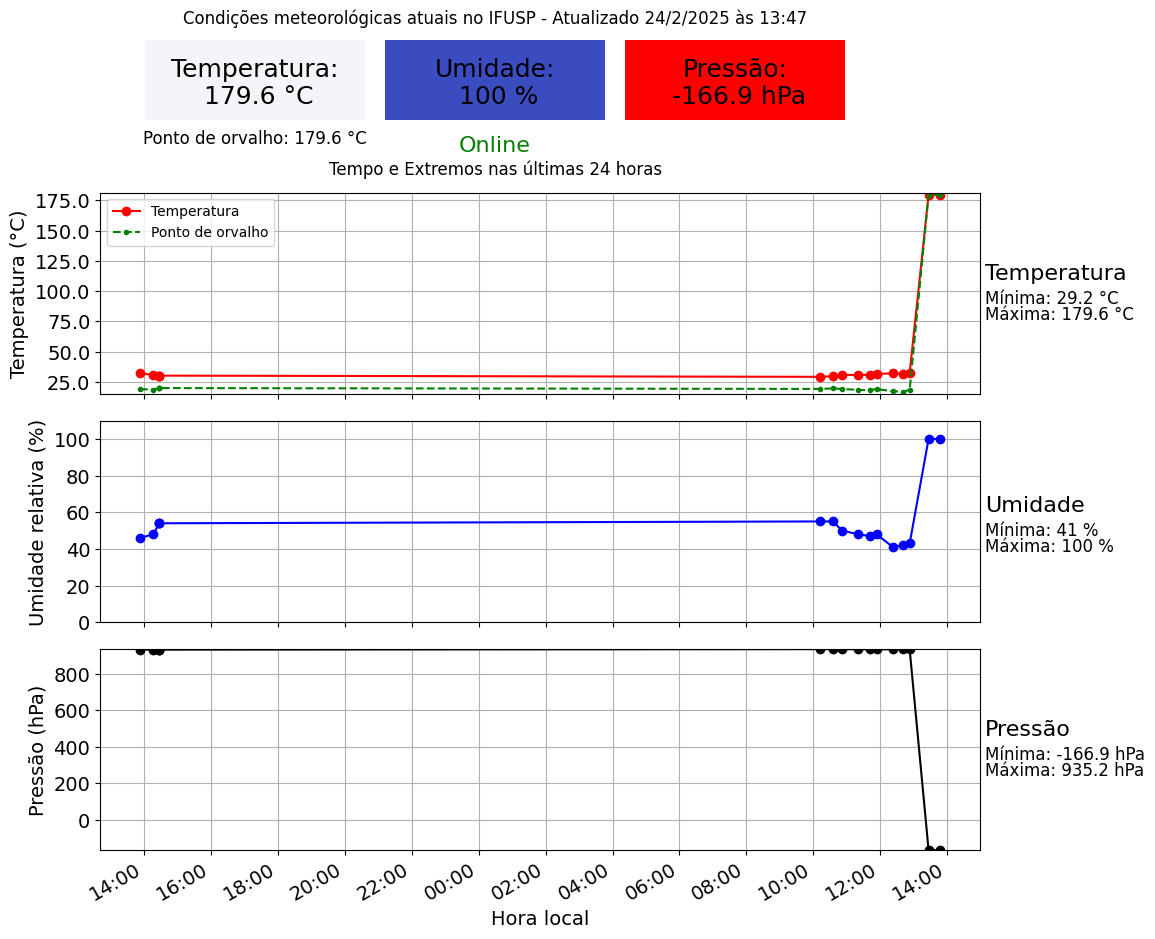 Condições meteorológicas atuais no IFUSP - Atualizado 24/2/2025 às 13:47
Temperatura:
179.6 °C
Umidade:
100 %
Pressão:
-166.9 hPa
Ponto de orvalho: 179.6 °C
Online
Tempo e Extremos nas últimas 24 horas
Temperatura (°C)
175.0
150.0
125.0
100.0
75.0
50.0
25.0
Temperatura
Ponto de orvalho
Temperatura
Mínima: 29.2 °C
Máxima: 179.6 °C
Umidade relativa (%)
100
80
60
40
20
0
Umidade
Mínima: 41 %
Máxima: 100 %
Pressão (hPa)
800
600
400
200
0
Pressão
Mínima: -166.9 hPa
Máxima: 935.2 hPa
14:00 16:00 18:00 20:00 22:00 00:00 02:00 04:00 06:00 08:00 10:00 12:00 14:00
Hora local